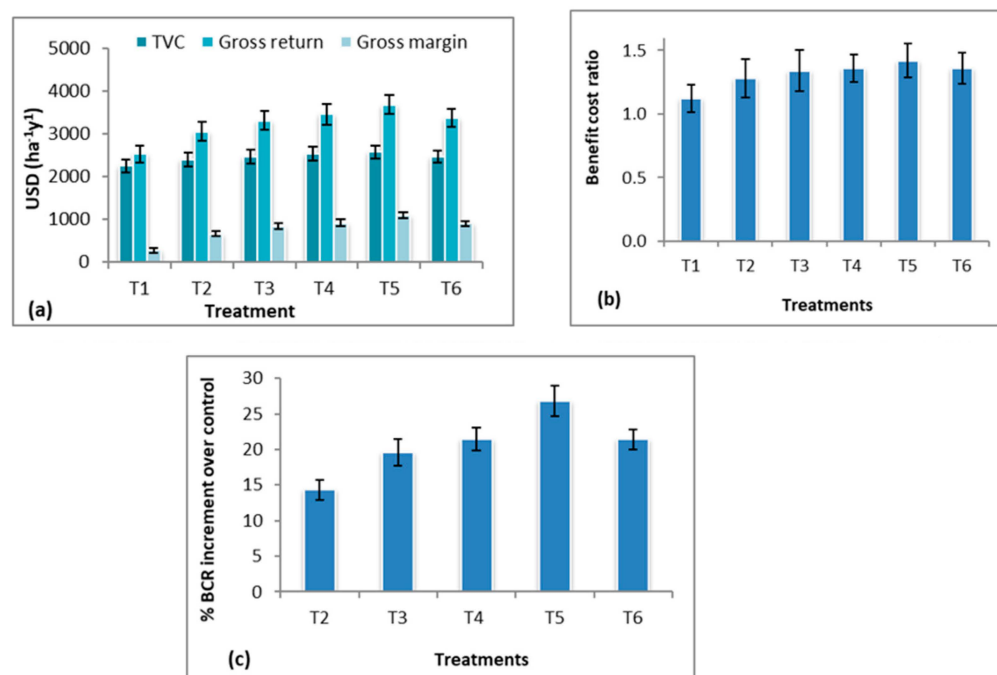 TVC Gross return Gross margin
5000
4000
3000
2000
1000
0
USD (ha⁻¹y¹)
T1 T2 T3 T4 T5 T6
Treatment
(a)
1.5
1.0
1.5
0.0
Benefit cost ratio
T1 T2 T3 T4 T5 T6
Treatments
(b)
30
25
20
15
10
5
0
% BCR increment over control
T2 T3 T4 T5 T6
Treatments
(c)